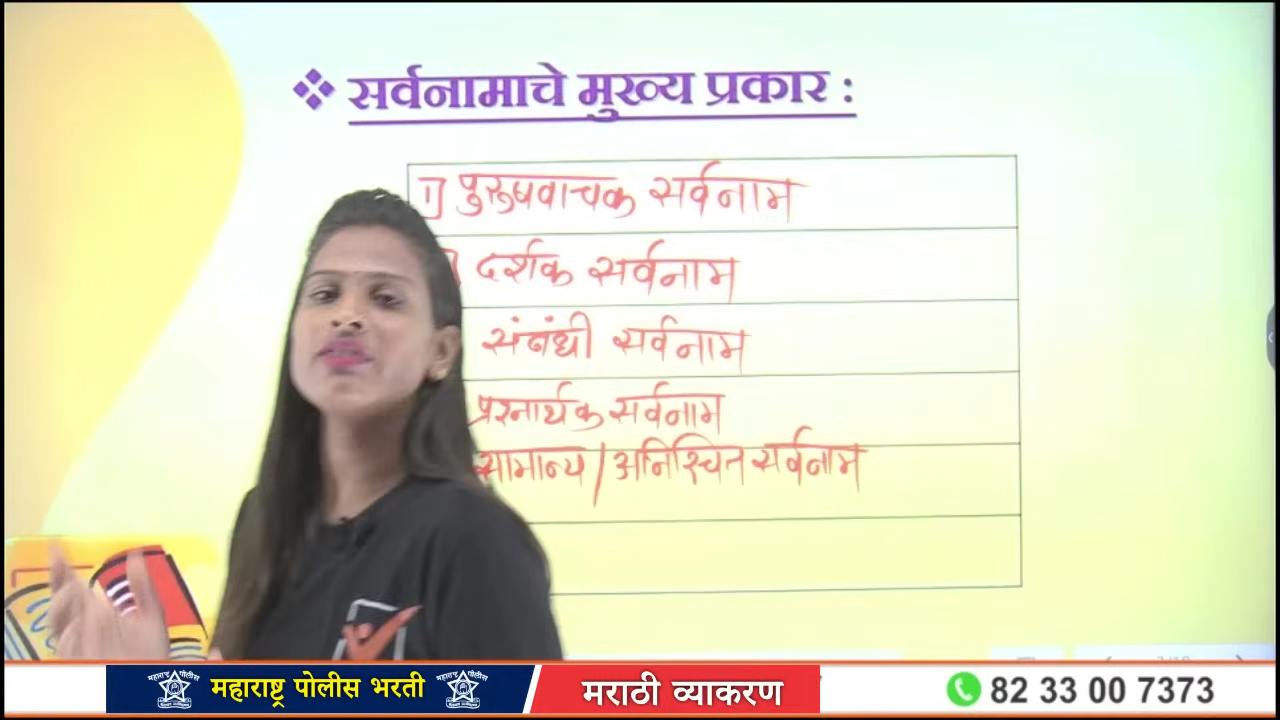 ❖ सर्वनामाचे मुख्य प्रकार :
1] पुरुषवाचक सर्वनाम
] दर्शक सर्वनाम
संबंधी सर्वनाम
प्रश्नार्थक सर्वनाम
सामान्य / अनिश्चित सर्वनाम
महाराष्ट्र पोलीस भरती
मराठी व्याकरण
82 33 00 7373